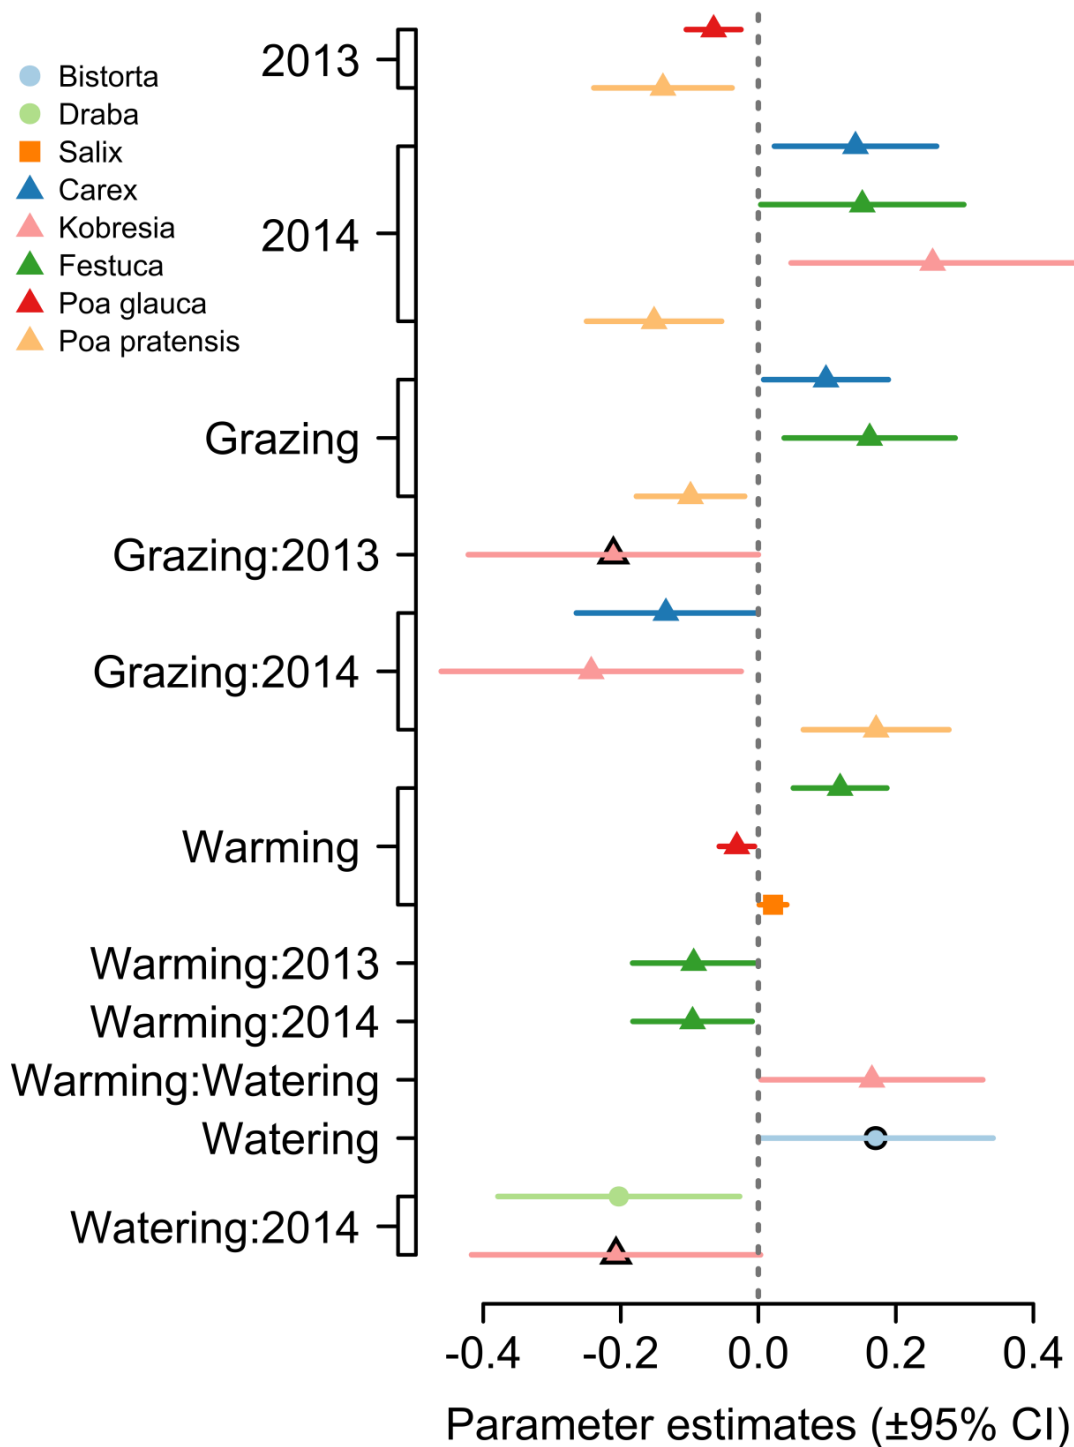 Bistorta
Draba
Salix
Carex
Kobresia
Festuca
Poa glauca
Poa pratensis
2013
2014
Grazing
Grazing:2013
Grazing:2014
Warming
Warming:2013
Warming:2014
Warming:Watering
Watering
Watering:2014
-0.4 -0.2 0.0 0.2 0.4
Parameter estimates (±95% CI)